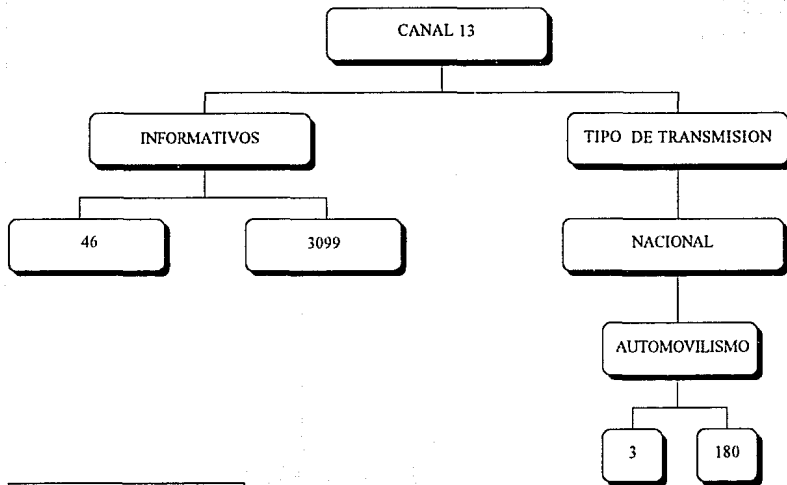 CANAL 13
INFORMATIVOS
TIPO DE TRANSMISION
46
3099
NACIONAL
AUTOMOVILISMO
3
180